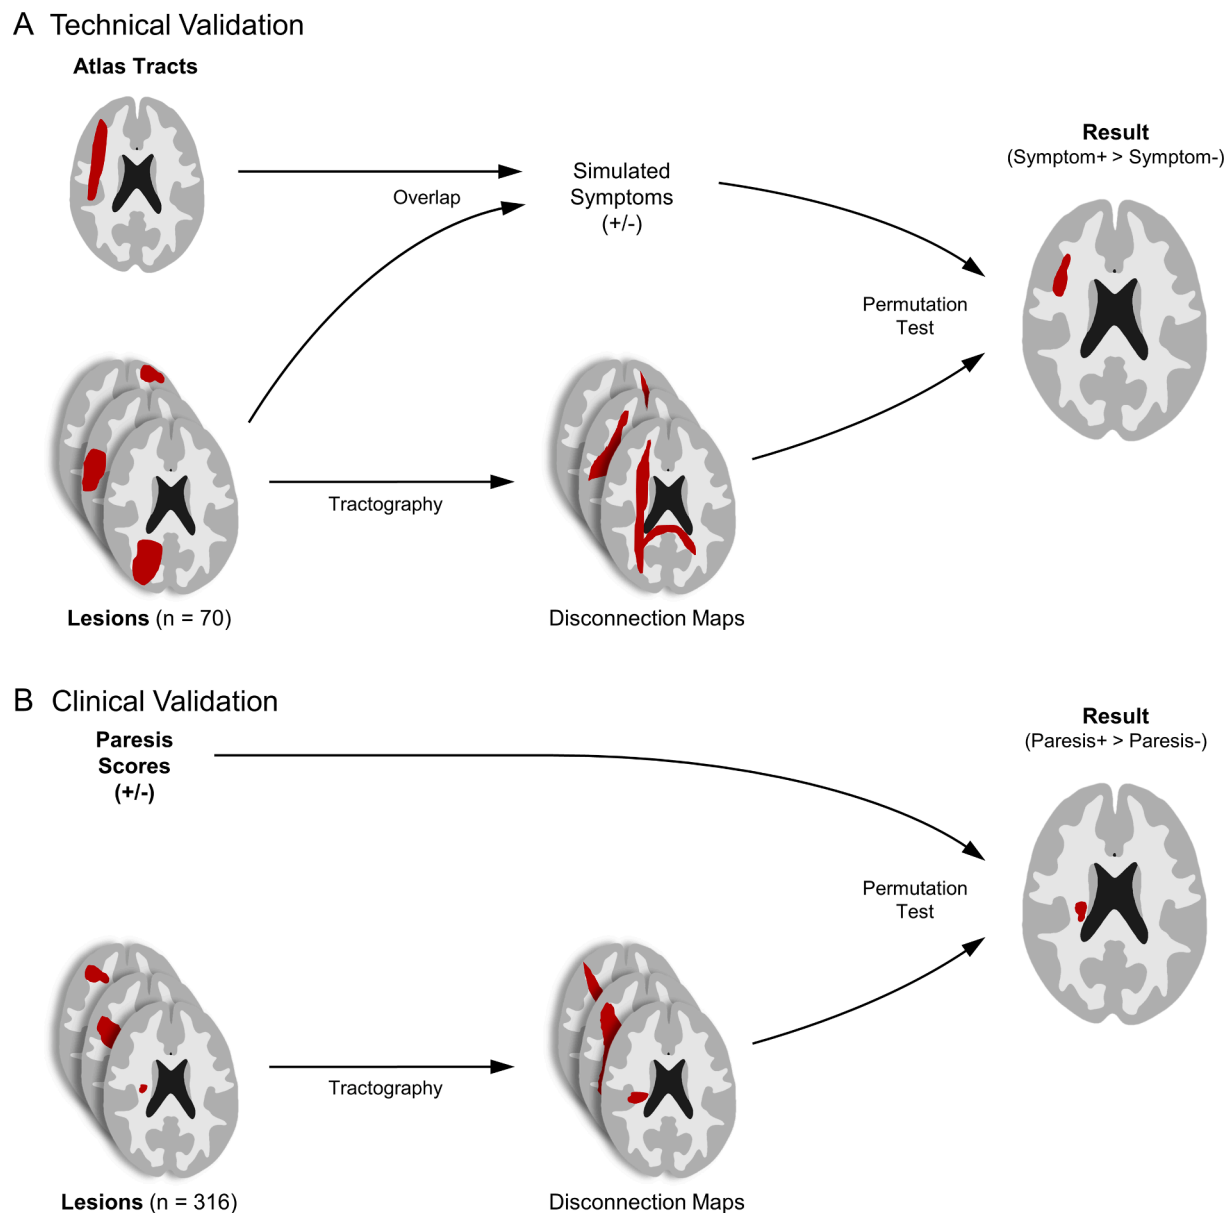 A Technical Validation
Atlas Tracts
Overlap
Simulated
Symptoms
(+/-)
Result
(Symptom+ > Symptom-)
Permutation
Test
Tractography
Lesions (n = 70)
Disconnection Maps
B Clinical Validation
Paresis
Scores
(+/-)
Result
(Paresis+ > Paresis-)
Permutation
Test
Tractography
Lesions (n = 316)
Disconnection Maps